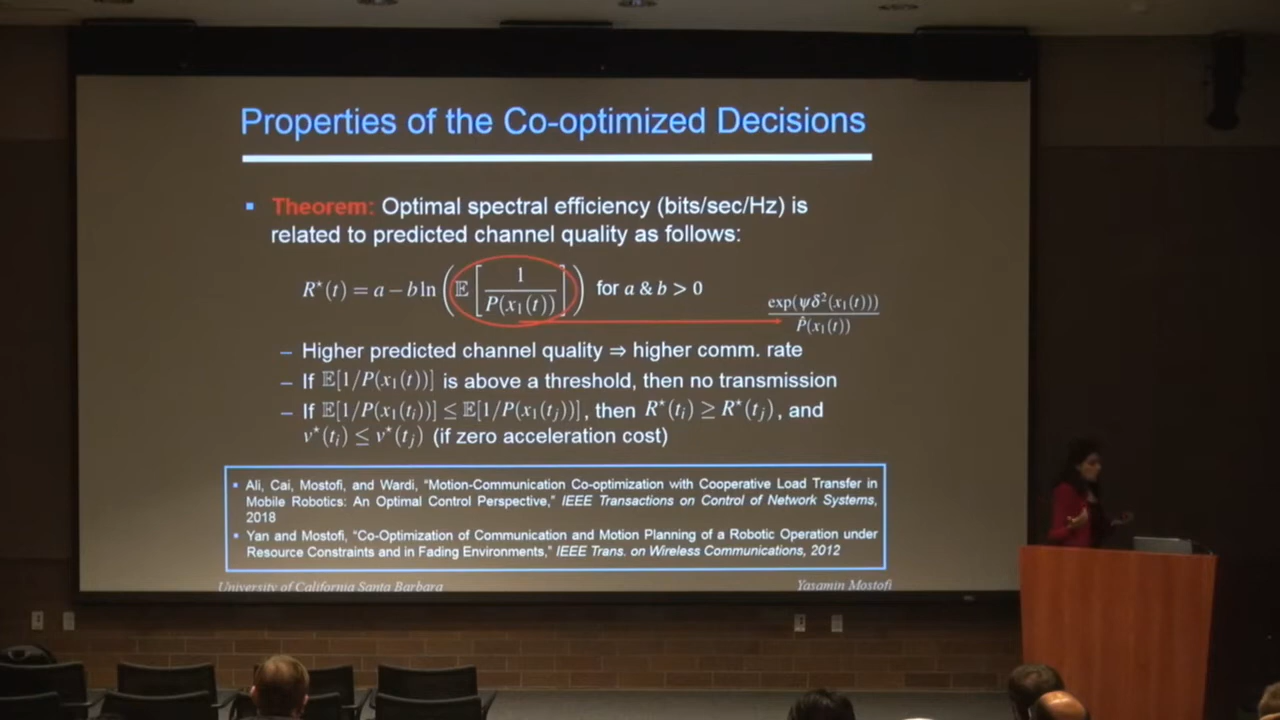 Properties of the Co-optimized Decisions
▪ Theorem: Optimal spectral efficiency (bits/sec/Hz) is
related to predicted channel quality as follows:
R⋆(t) = a − b ln ( 𝔼 [ 1 / P(x₁(t)) ] ) for a & b > 0
exp(ψδ²(x₁(t))) / P̂(x₁(t))
– Higher predicted channel quality ⇒ higher comm. rate
– If 𝔼[1/P(x₁(t))] is above a threshold, then no transmission
– If 𝔼[1/P(x₁(tᵢ))] ≤ 𝔼[1/P(x₁(tⱼ))], then R⋆(tᵢ) ≥ R⋆(tⱼ), and
v⋆(tᵢ) ≤ v⋆(tⱼ) (if zero acceleration cost)
▪ Ali, Cai, Mostofi, and Wardi, “Motion-Communication Co-optimization with Cooperative Load Transfer in
Mobile Robotics: An Optimal Control Perspective,” IEEE Transactions on Control of Network Systems,
2018
▪ Yan and Mostofi, “Co-Optimization of Communication and Motion Planning of a Robotic Operation under
Resource Constraints and in Fading Environments,” IEEE Trans. on Wireless Communications, 2012
University of California Santa Barbara
Yasamin Mostofi